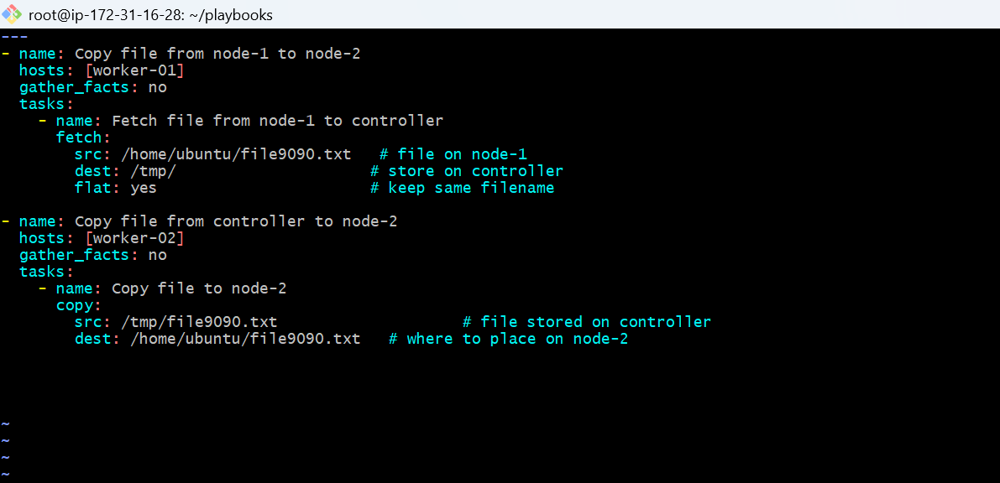 root@ip-172-31-16-28: ~/playbooks
---
- name: Copy file from node-1 to node-2
  hosts: [worker-01]
  gather_facts: no
  tasks:
    - name: Fetch file from node-1 to controller
      fetch:
        src: /home/ubuntu/file9090.txt   # file on node-1
        dest: /tmp/                     # store on controller
        flat: yes                       # keep same filename

- name: Copy file from controller to node-2
  hosts: [worker-02]
  gather_facts: no
  tasks:
    - name: Copy file to node-2
      copy:
        src: /tmp/file9090.txt                    # file stored on controller
        dest: /home/ubuntu/file9090.txt   # where to place on node-2
~
~
~
~